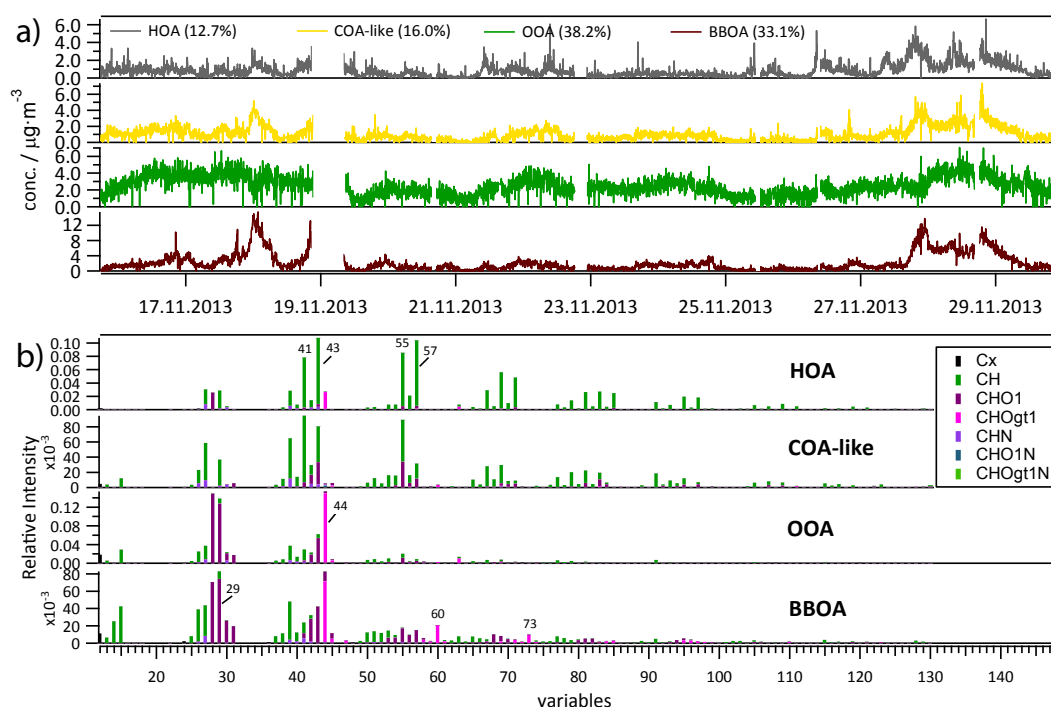 a)
HOA (12.7%) COA-like (16.0%) OOA (38.2%) BBOA (33.1%)
6.0
4.0
2.0
0.0
6.0
4.0
2.0
0.0
6.0
4.0
2.0
0.0
12
8
4
0
conc. / µg·m-3
17.11.2013 19.11.2013 21.11.2013 23.11.2013 25.11.2013 27.11.2013 29.11.2013
b)
0.10
0.08
0.06
0.04
0.02
0.00
41 43 55 57
HOA
80
60
40
20
0
x10-3
COA-like
0.12
0.08
0.04
0.00
44
OOA
80
60
40
20
0
x10-3
29 60 73
BBOA
Relative Intensity
Cx
CH
CHO1
CHOgt1
CHN
CHO1N
CHOgt1N
20 30 40 50 60 70 80 90 100 110 120 130 140
variables